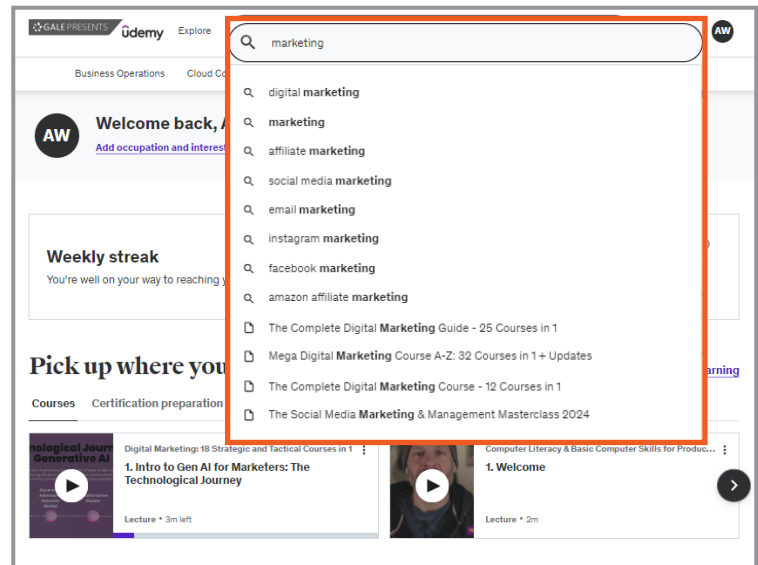 GALE PRESENTS
ûdemy
Explore
marketing
AW
Business Operations
Cloud Co
digital marketing
marketing
affiliate marketing
social media marketing
email marketing
instagram marketing
facebook marketing
amazon affiliate marketing
The Complete Digital Marketing Guide - 25 Courses in 1
Mega Digital Marketing Course A-Z: 32 Courses in 1 + Updates
The Complete Digital Marketing Course - 12 Courses in 1
The Social Media Marketing & Management Masterclass 2024
AW
Welcome back, A
Add occupation and interest
Weekly streak
You're well on your way to reaching y
Pick up where you
arning
Courses
Certification preparation
nological Journ
Generative AI
Digital Marketing: 18 Strategic and Tactical Courses in 1
1. Intro to Gen AI for Marketers: The
Technological Journey
Lecture • 3m left
Computer Literacy & Basic Computer Skills for Produc...
1. Welcome
Lecture • 2m